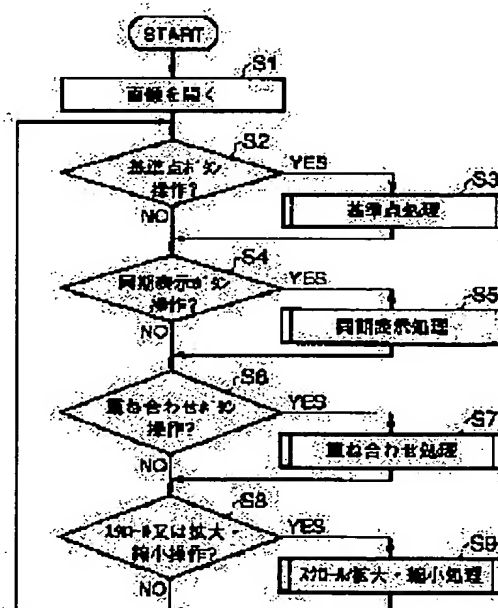 START
S1
画像を開く
S2
基準点ボタン
操作?
YES
NO
S3
基準点処理
S4
同期表示ボタン
操作?
YES
NO
S5
同期表示処理
S6
重ね合わせボタン
操作?
YES
NO
S7
重ね合わせ処理
S8
スクロール又は拡大・
縮小操作?
YES
NO
S9
スクロール/拡大・縮小処理